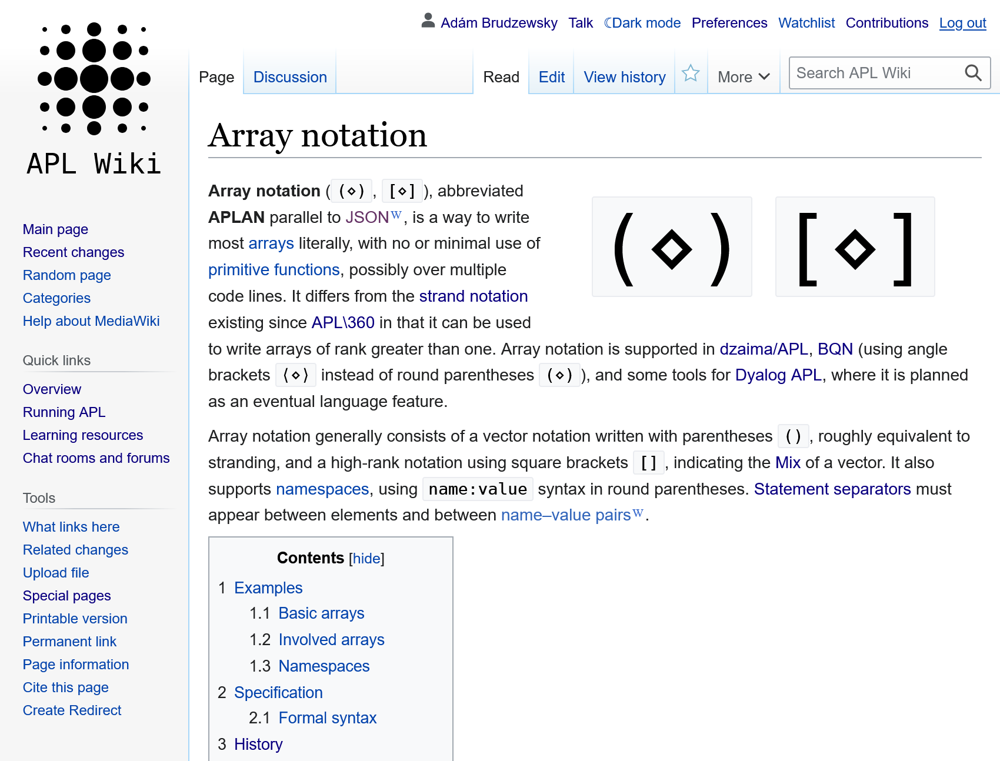 Adám Brudzewsky Talk ☾Dark mode Preferences Watchlist Contributions Log out
Page Discussion Read Edit View history More Search APL Wiki
APL Wiki
Main page
Recent changes
Random page
Categories
Help about MediaWiki
Quick links
Overview
Running APL
Learning resources
Chat rooms and forums
Tools
What links here
Related changes
Upload file
Special pages
Printable version
Permanent link
Page information
Cite this page
Create Redirect
Array notation
Array notation ( (⋄) , [⋄] ), abbreviated
APLAN parallel to JSONᵂ, is a way to write
most arrays literally, with no or minimal use of
primitive functions, possibly over multiple
code lines. It differs from the strand notation
existing since APL\360 in that it can be used
(⋄) [⋄]
to write arrays of rank greater than one. Array notation is supported in dzaima/APL, BQN (using angle
brackets ⟨⋄⟩ instead of round parentheses (⋄) ), and some tools for Dyalog APL, where it is planned
as an eventual language feature.
Array notation generally consists of a vector notation written with parentheses () , roughly equivalent to
stranding, and a high-rank notation using square brackets [] , indicating the Mix of a vector. It also
supports namespaces, using name:value syntax in round parentheses. Statement separators must
appear between elements and between name–value pairsᵂ.
Contents [hide]
1 Examples
1.1 Basic arrays
1.2 Involved arrays
1.3 Namespaces
2 Specification
2.1 Formal syntax
3 History